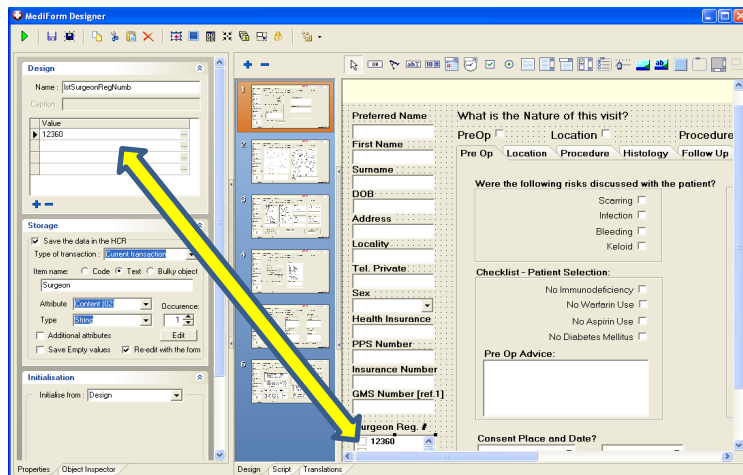 MediForm Designer
Design
Name : lstSurgeonRegNumb
Caption :
Value
12360
Storage
Save the data in the HCR
Type of transaction : Current transaction
Item name: Code Text Bulky object
Surgeon
Attribute Content (02) Occurence:
Type String 1
Additional attributes Edit
Save Empty values Re-edit with the form
Initialisation
Initialise from : Design
Properties Object Inspector
1
2
3
4
6
Design Script Translations
OK
Preferred Name
First Name
Surname
DOB
Address
Locality
Tel. Private
Sex
Health Insurance
PPS Number
Insurance Number
GMS Number [ref.1]
urgeon Reg. #
12360
What is the Nature of this visit?
PreOp Location Procedure
Pre Op Location Procedure Histology Follow Up
Were the following risks discussed with the patient?
Scarring
Infection
Bleeding
Keloid
Checklist - Patient Selection:
No Immunodeficiency
No Warfarin Use
No Aspirin Use
No Diabetes Mellitus
Pre Op Advice:
Consent Place and Date?